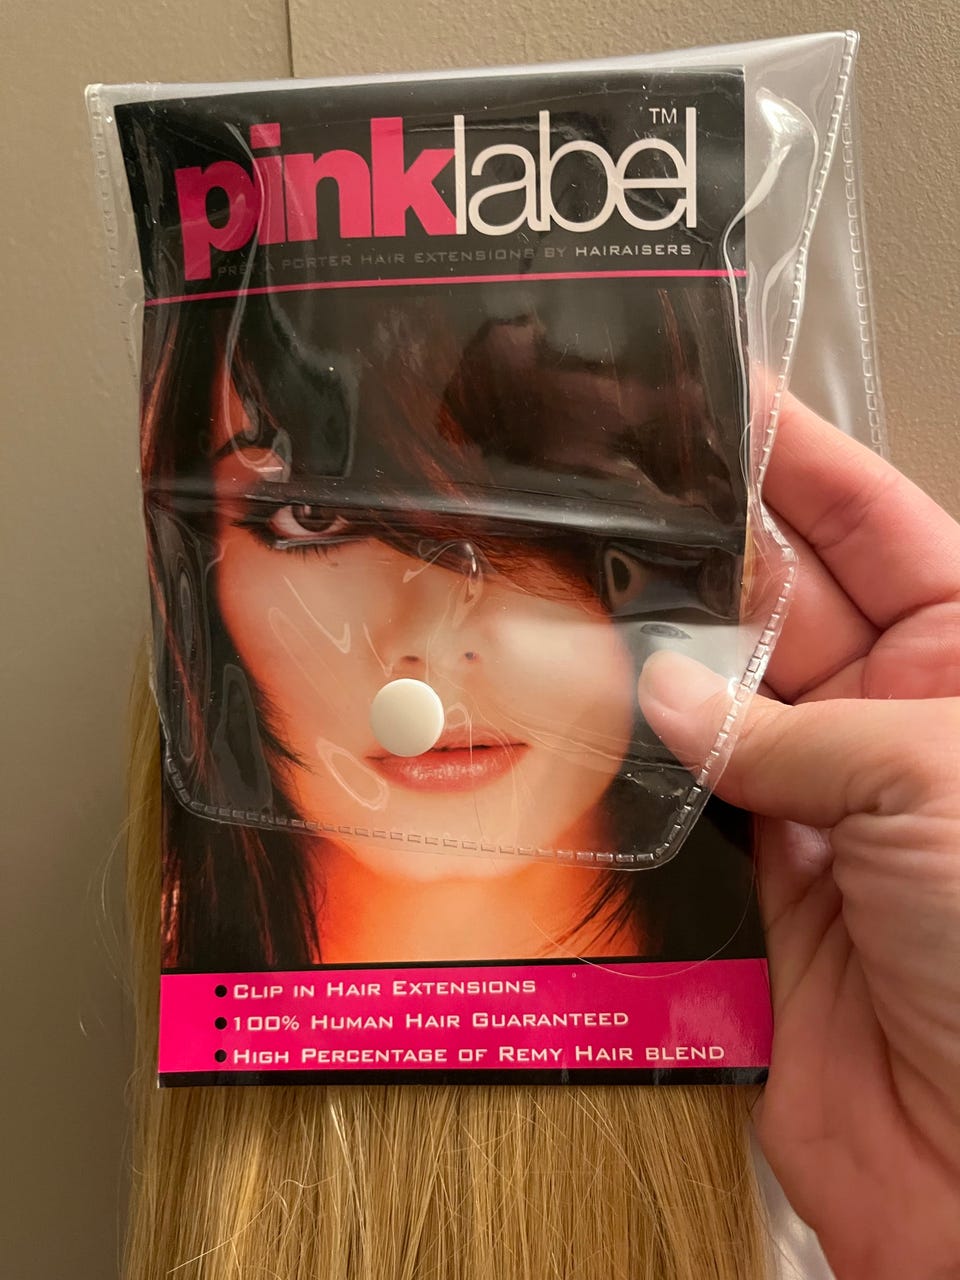 pinklabel™
PRÊT A PORTER HAIR EXTENSIONS BY HAIRAISERS
• CLIP IN HAIR EXTENSIONS
• 100% HUMAN HAIR GUARANTEED
• HIGH PERCENTAGE OF REMY HAIR BLEND